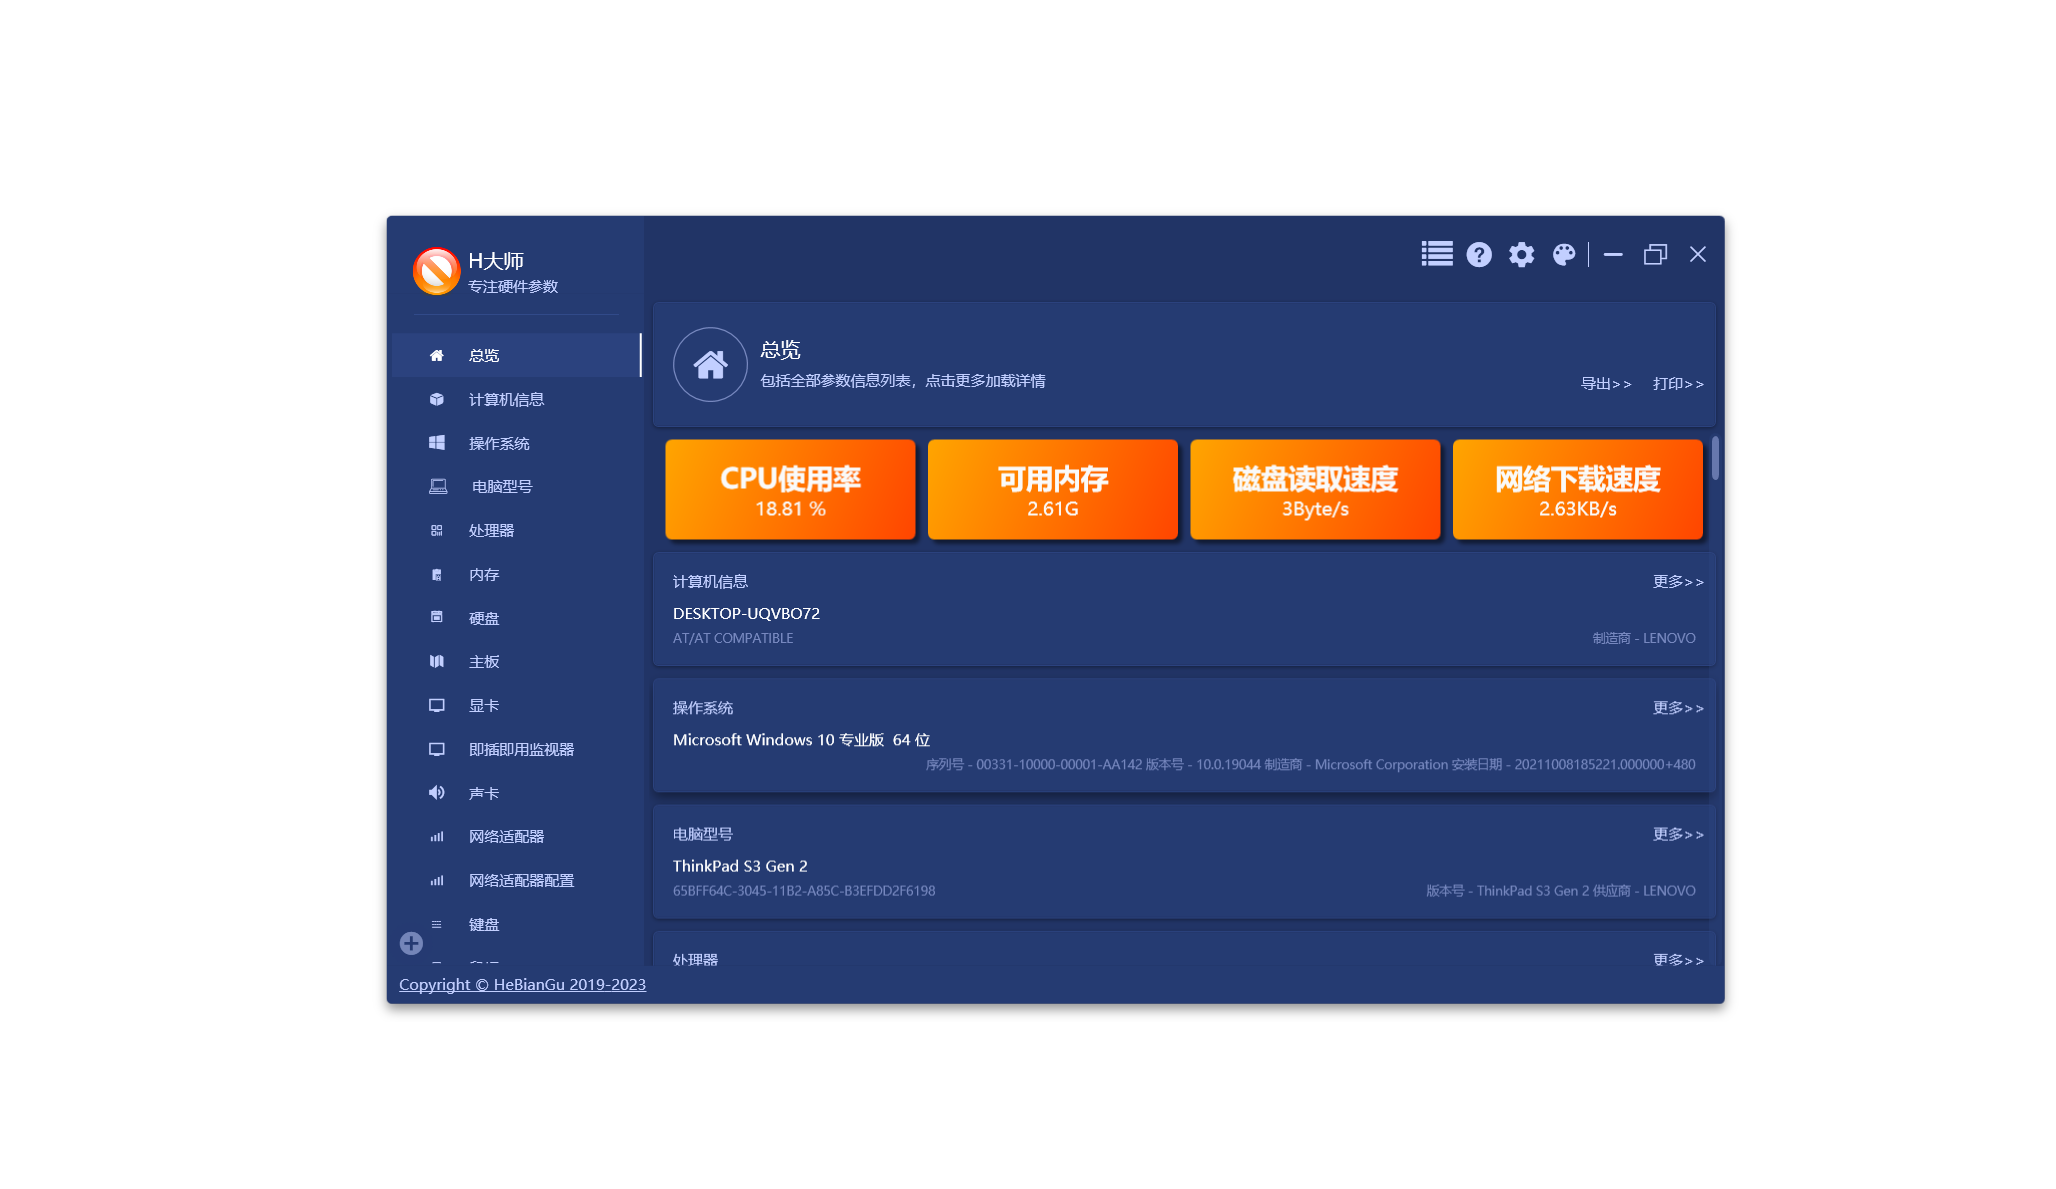 H大师
专注硬件参数
总览
计算机信息
操作系统
电脑型号
处理器
内存
硬盘
主板
显卡
即插即用监视器
声卡
网络适配器
网络适配器配置
键盘
Copyright © HeBianGu 2019-2023
总览
包括全部参数信息列表，点击更多加载详情
导出>> 打印>>
CPU使用率
18.81 %
可用内存
2.61G
磁盘读取速度
3Byte/s
网络下载速度
2.63KB/s
计算机信息 更多>>
DESKTOP-UQVBO72
AT/AT COMPATIBLE 制造商 - LENOVO
操作系统 更多>>
Microsoft Windows 10 专业版 64 位
序列号 - 00331-10000-00001-AA142 版本号 - 10.0.19044 制造商 - Microsoft Corporation 安装日期 - 20211008185221.000000+480
电脑型号 更多>>
ThinkPad S3 Gen 2
65BFF64C-3045-11B2-A85C-B3EFDD2F6198 版本号 - ThinkPad S3 Gen 2 供应商 - LENOVO
处理器 更多>>